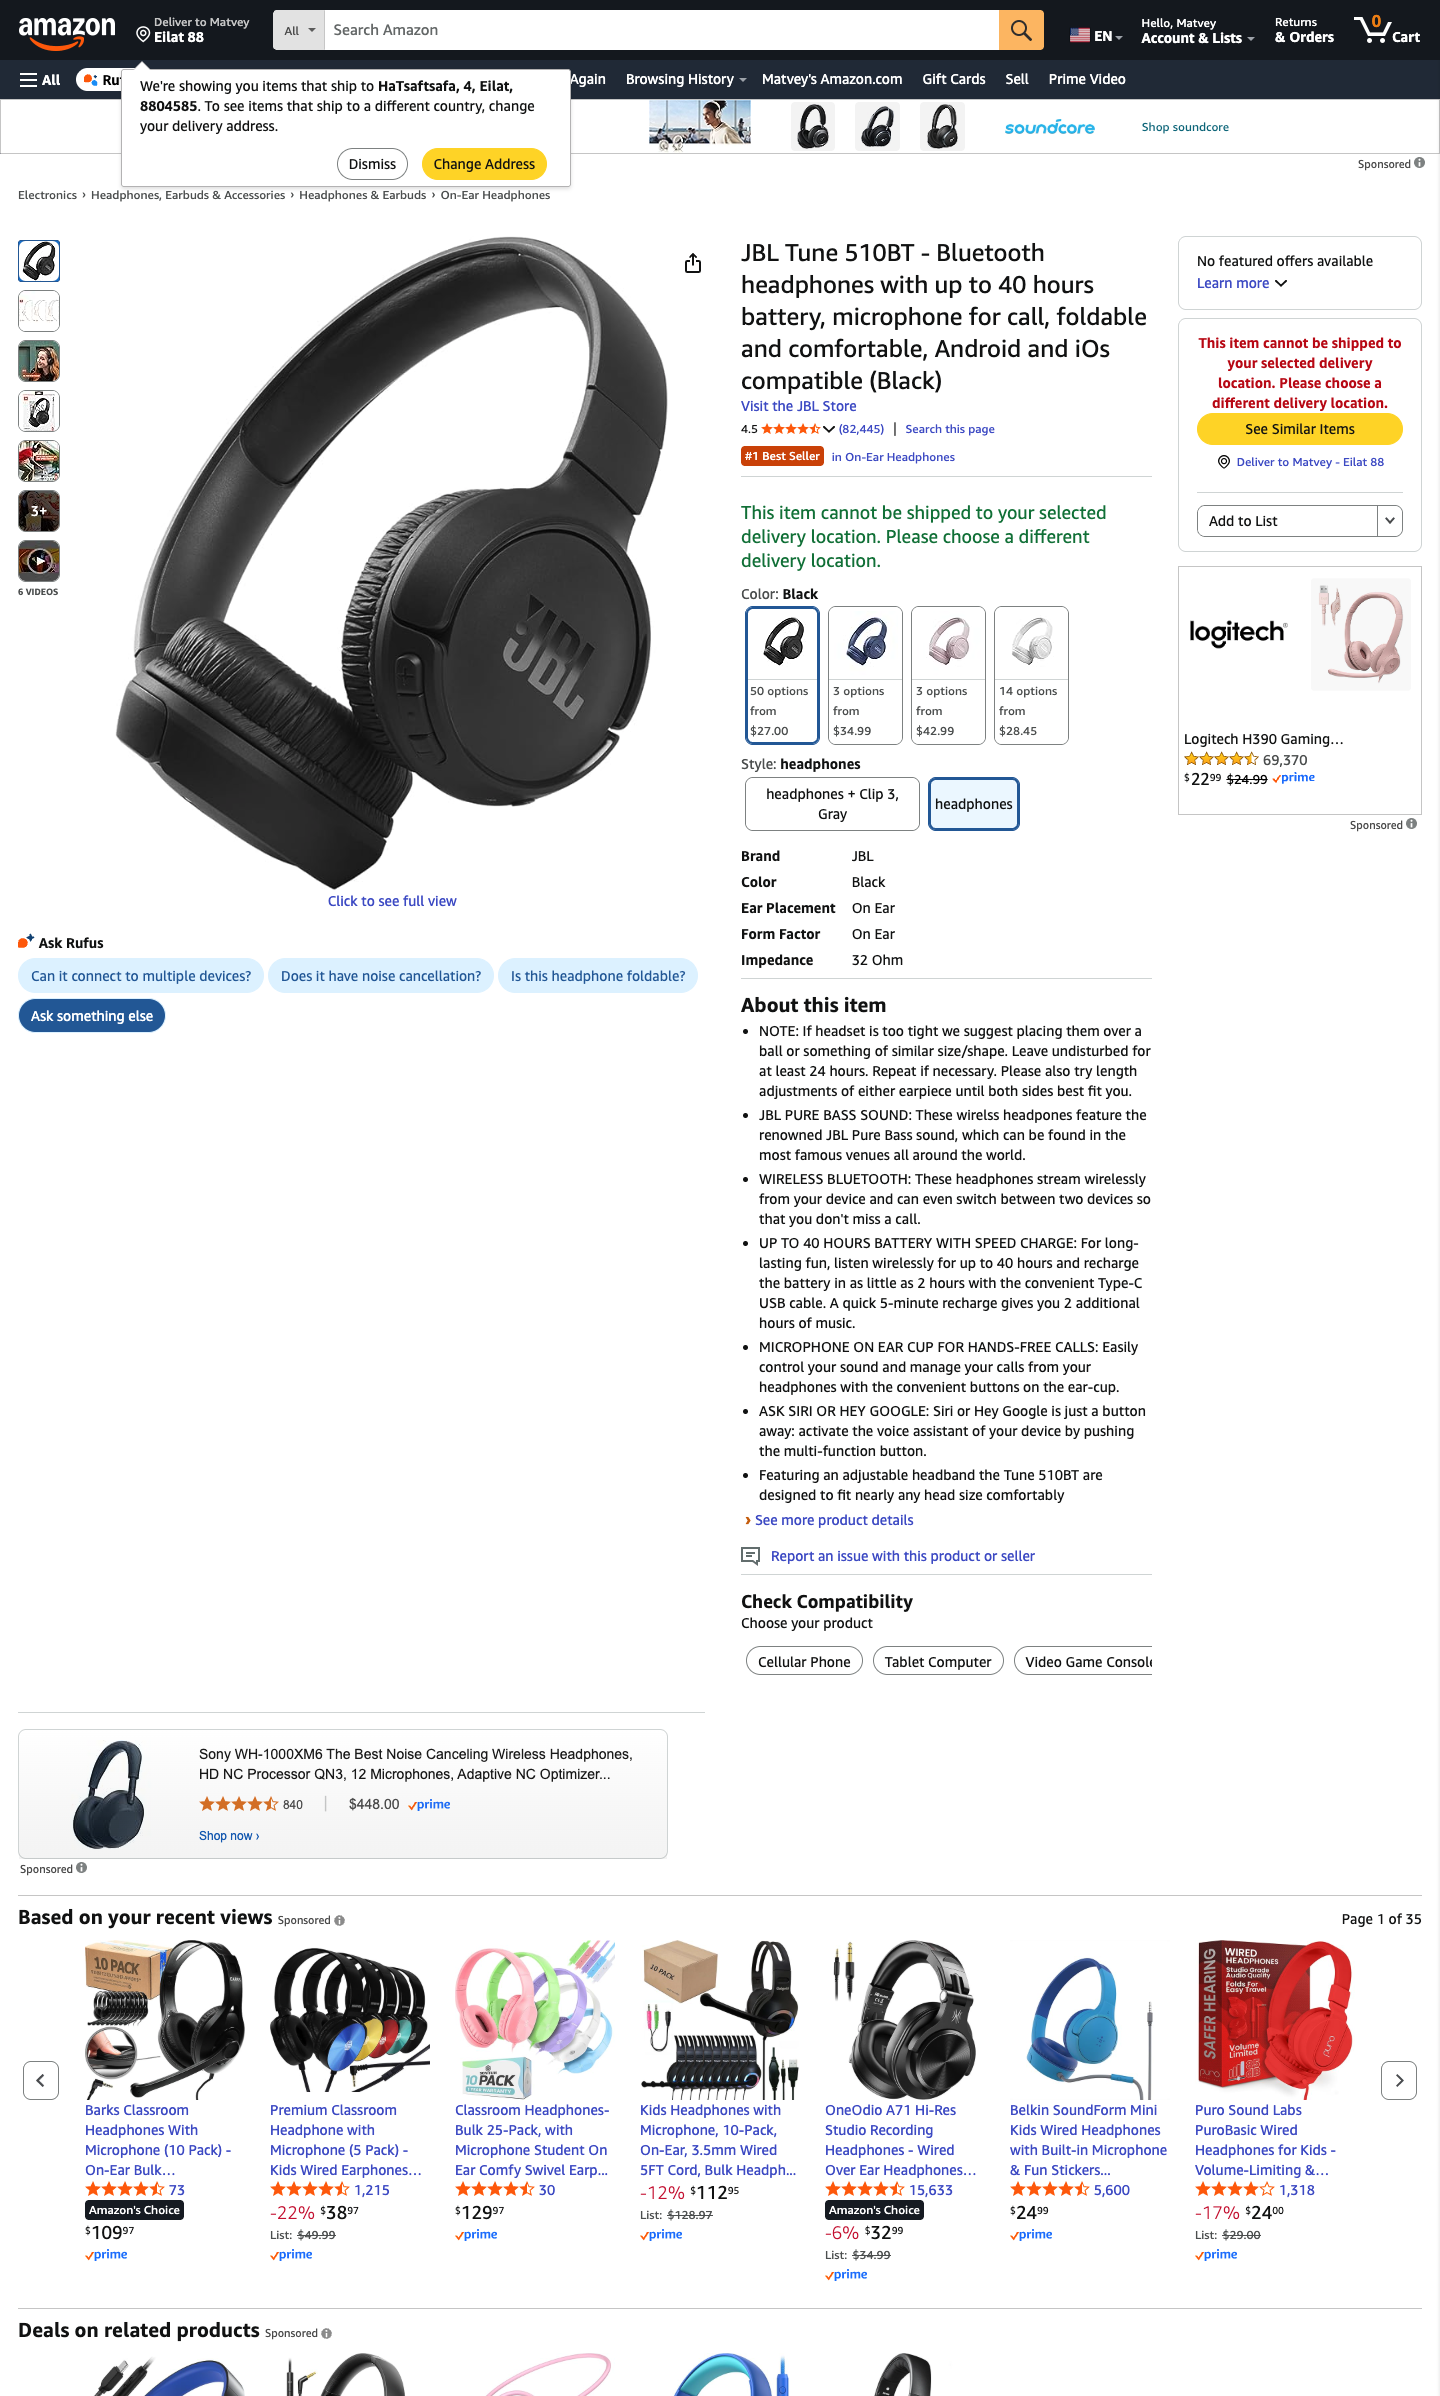 amazon
Deliver to Matvey
Eilat 88
All
Search Amazon
EN
Hello, Matvey
Account & Lists
Returns
& Orders
0
Cart
All
Ru
Again
Browsing History
Matvey's Amazon.com
Gift Cards
Sell
Prime Video
We're showing you items that ship to HaTsaftsafa, 4, Eilat,
8804585. To see items that ship to a different country, change
your delivery address.
Dismiss
Change Address
soundcore
Shop soundcore
Sponsored
Electronics › Headphones, Earbuds & Accessories › Headphones & Earbuds › On-Ear Headphones
3+
6 VIDEOS
JBL
Click to see full view
Ask Rufus
Can it connect to multiple devices?
Does it have noise cancellation?
Is this headphone foldable?
Ask something else
JBL Tune 510BT - Bluetooth
headphones with up to 40 hours
battery, microphone for call, foldable
and comfortable, Android and iOs
compatible (Black)
Visit the JBL Store
4.5 (82,445) | Search this page
#1 Best Seller in On-Ear Headphones
This item cannot be shipped to your selected
delivery location. Please choose a different
delivery location.
Color: Black
50 options
from
$27.00
3 options
from
$34.99
3 options
from
$42.99
14 options
from
$28.45
Style: headphones
headphones + Clip 3,
Gray
headphones
Brand JBL
Color Black
Ear Placement On Ear
Form Factor On Ear
Impedance 32 Ohm
About this item
• NOTE: If headset is too tight we suggest placing them over a
ball or something of similar size/shape. Leave undisturbed for
at least 24 hours. Repeat if necessary. Please also try length
adjustments of either earpiece until both sides best fit you.
• JBL PURE BASS SOUND: These wirelss headpones feature the
renowned JBL Pure Bass sound, which can be found in the
most famous venues all around the world.
• WIRELESS BLUETOOTH: These headphones stream wirelessly
from your device and can even switch between two devices so
that you don't miss a call.
• UP TO 40 HOURS BATTERY WITH SPEED CHARGE: For long-
lasting fun, listen wirelessly for up to 40 hours and recharge
the battery in as little as 2 hours with the convenient Type-C
USB cable. A quick 5-minute recharge gives you 2 additional
hours of music.
• MICROPHONE ON EAR CUP FOR HANDS-FREE CALLS: Easily
control your sound and manage your calls from your
headphones with the convenient buttons on the ear-cup.
• ASK SIRI OR HEY GOOGLE: Siri or Hey Google is just a button
away: activate the voice assistant of your device by pushing
the multi-function button.
• Featuring an adjustable headband the Tune 510BT are
designed to fit nearly any head size comfortably
› See more product details
Report an issue with this product or seller
Check Compatibility
Choose your product
Cellular Phone
Tablet Computer
Video Game Console
No featured offers available
Learn more
This item cannot be shipped to
your selected delivery
location. Please choose a
different delivery location.
See Similar Items
Deliver to Matvey - Eilat 88
Add to List
logitech
Logitech H390 Gaming...
69,370
$22.99 $24.99 prime
Sponsored
Sony WH-1000XM6 The Best Noise Canceling Wireless Headphones,
HD NC Processor QN3, 12 Microphones, Adaptive NC Optimizer...
840 | $448.00 prime
Shop now ›
Sponsored
Based on your recent views Sponsored
Page 1 of 35
10 PACK
Barks Classroom
Headphones With
Microphone (10 Pack) -
On-Ear Bulk...
73
Amazon's Choice
$109.97
prime
Premium Classroom
Headphone with
Microphone (5 Pack) -
Kids Wired Earphones...
1,215
-22% $38.97
List: $49.99
prime
10 PACK
Classroom Headphones-
Bulk 25-Pack, with
Microphone Student On
Ear Comfy Swivel Earp...
30
$129.97
prime
10 PACK
Kids Headphones with
Microphone, 10-Pack,
On-Ear, 3.5mm Wired
5FT Cord, Bulk Headph...
-12% $112.95
List: $128.97
prime
OneOdio A71 Hi-Res
Studio Recording
Headphones - Wired
Over Ear Headphones...
15,633
Amazon's Choice
-6% $32.99
List: $34.99
prime
Belkin SoundForm Mini
Kids Wired Headphones
with Built-in Microphone
& Fun Stickers...
5,600
$24.99
prime
SAFER HEARING
WIRED
HEADPHONES
Studio Grade
Audio Quality
Folds For
Easy Travel
Volume
Limited
puro
Puro Sound Labs
PuroBasic Wired
Headphones for Kids -
Volume-Limiting &...
1,318
-17% $24.00
List: $29.00
prime
Deals on related products Sponsored